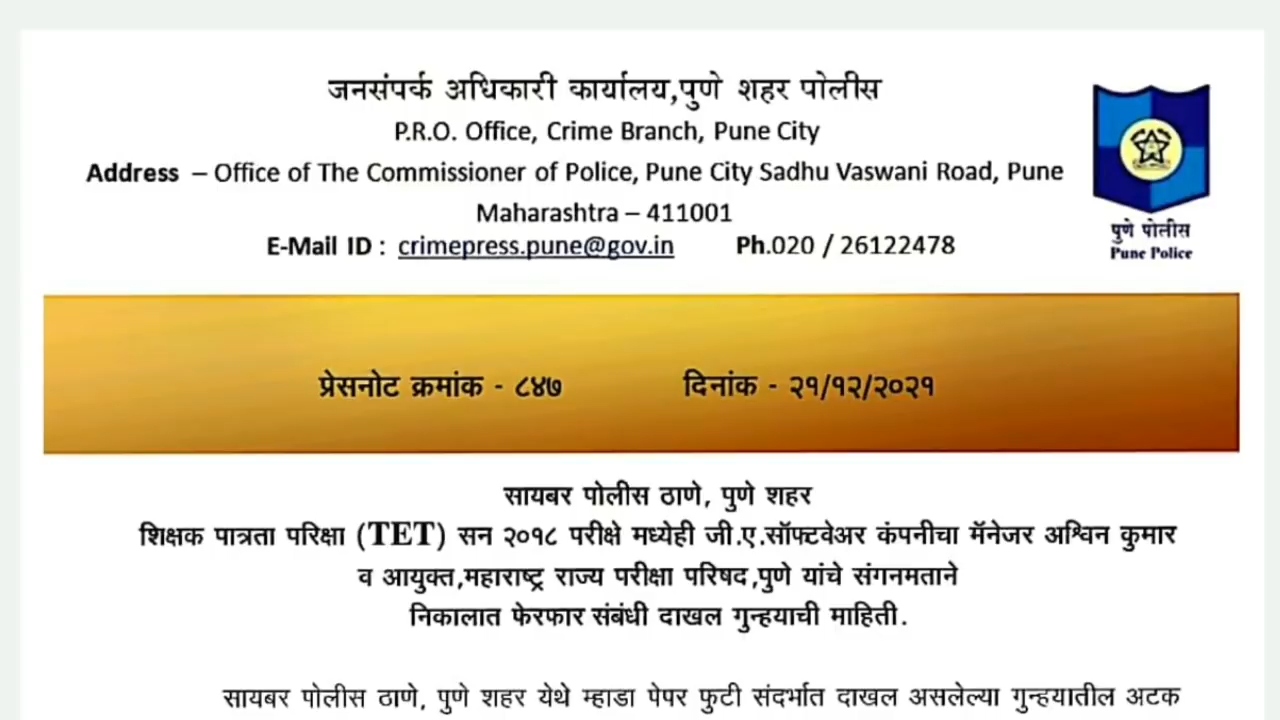 जनसंपर्क अधिकारी कार्यालय,पुणे शहर पोलीस
P.R.O. Office, Crime Branch, Pune City
Address – Office of The Commissioner of Police, Pune City Sadhu Vaswani Road, Pune
Maharashtra – 411001
E-Mail ID : crimepress.pune@gov.in Ph.020 / 26122478
पुणे पोलीस
Pune Police
प्रेसनोट क्रमांक - ८४७ दिनांक - २१/१२/२०२१
सायबर पोलीस ठाणे, पुणे शहर
शिक्षक पात्रता परिक्षा (TET) सन २०१८ परीक्षे मध्येही जी.ए.सॉफ्टवेअर कंपनीचा मॅनेजर अश्विन कुमार
व आयुक्त,महाराष्ट्र राज्य परीक्षा परिषद,पुणे यांचे संगनमताने
निकालात फेरफार संबंधी दाखल गुन्हयाची माहिती.
सायबर पोलीस ठाणे, पुणे शहर येथे म्हाडा पेपर फुटी संदर्भात दाखल असलेल्या गुन्हयातील अटक